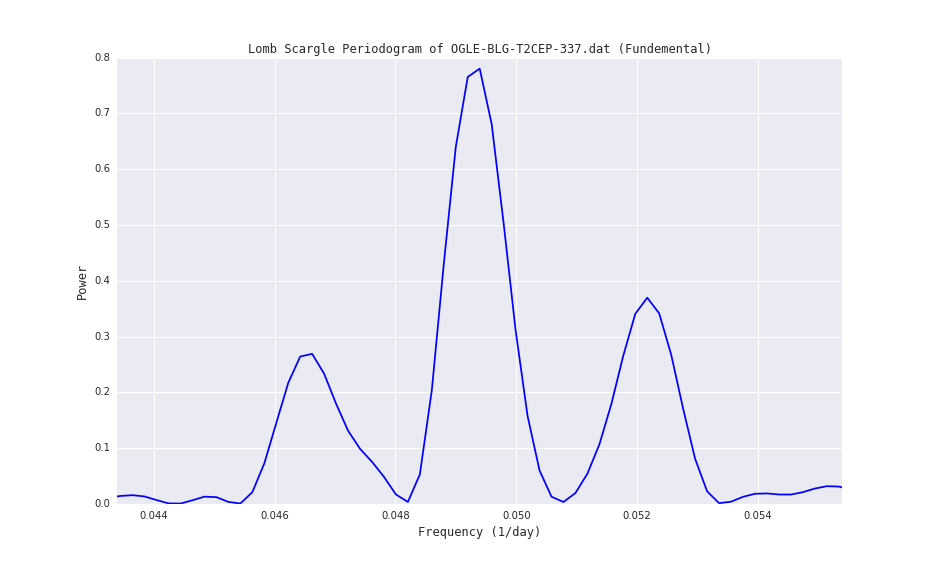 Lomb Scargle Periodogram of OGLE-BLG-T2CEP-337.dat (Fundemental)
0.8
0.7
0.6
0.5
0.4
0.3
0.2
0.1
0.0
Power
0.044 0.046 0.048 0.050 0.052 0.054
Frequency (1/day)